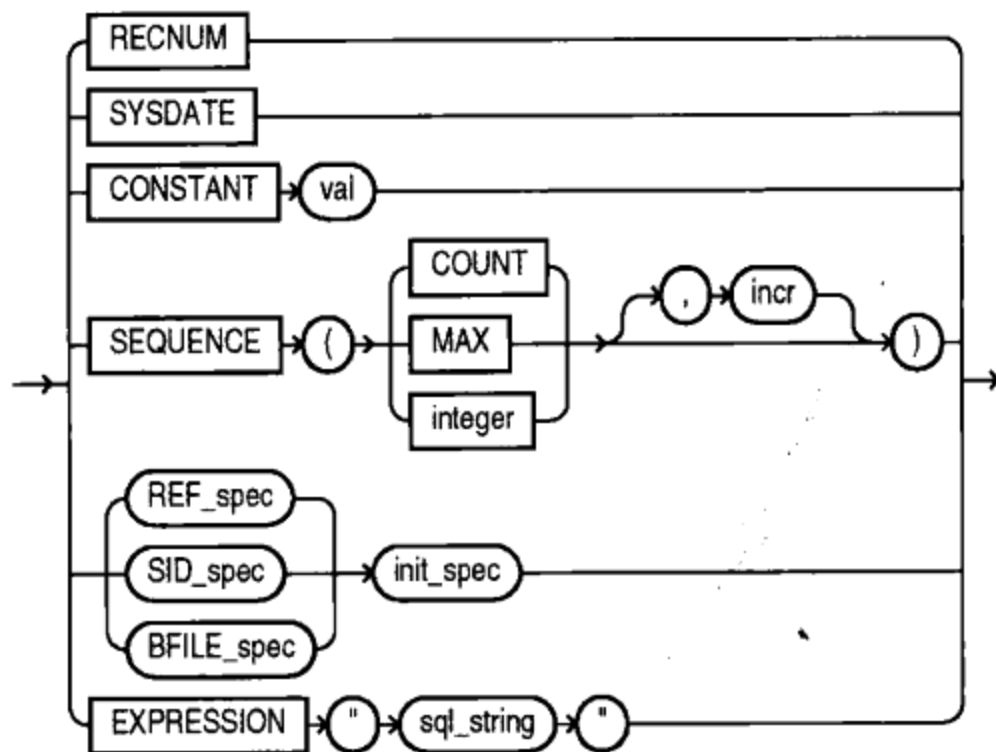 RECNUM
SYSDATE
CONSTANT val
COUNT
, incr
SEQUENCE ( MAX )
integer
REF_spec
SID_spec init_spec
BFILE_spec
EXPRESSION " sql_string "